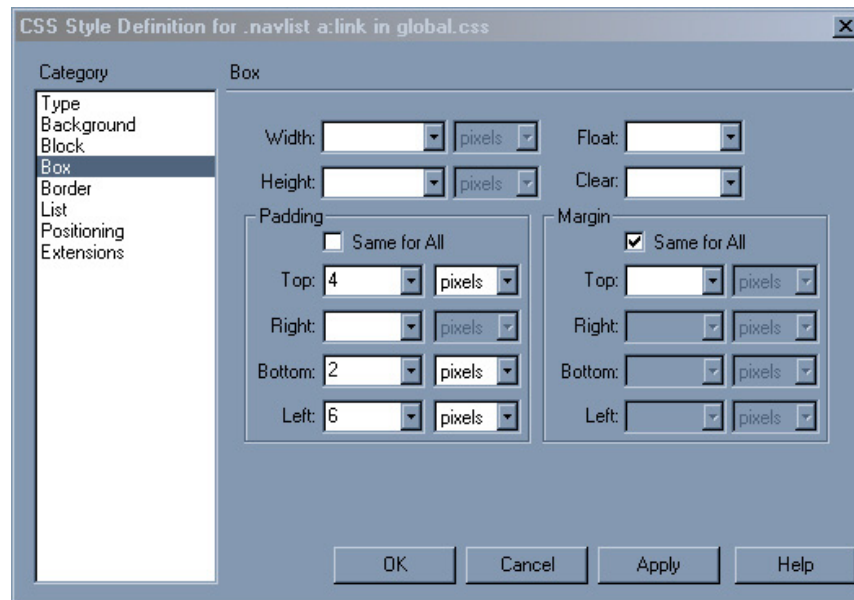 CSS Style Definition for .navlist a:link in global.css
Category
Type
Background
Block
Box
Border
List
Positioning
Extensions
Box
Width: pixels Float:
Height: pixels Clear:
Padding
Same for All
Top: 4 pixels
Right: pixels
Bottom: 2 pixels
Left: 6 pixels
Margin
Same for All
Top: pixels
Right: pixels
Bottom: pixels
Left: pixels
OK Cancel Apply Help